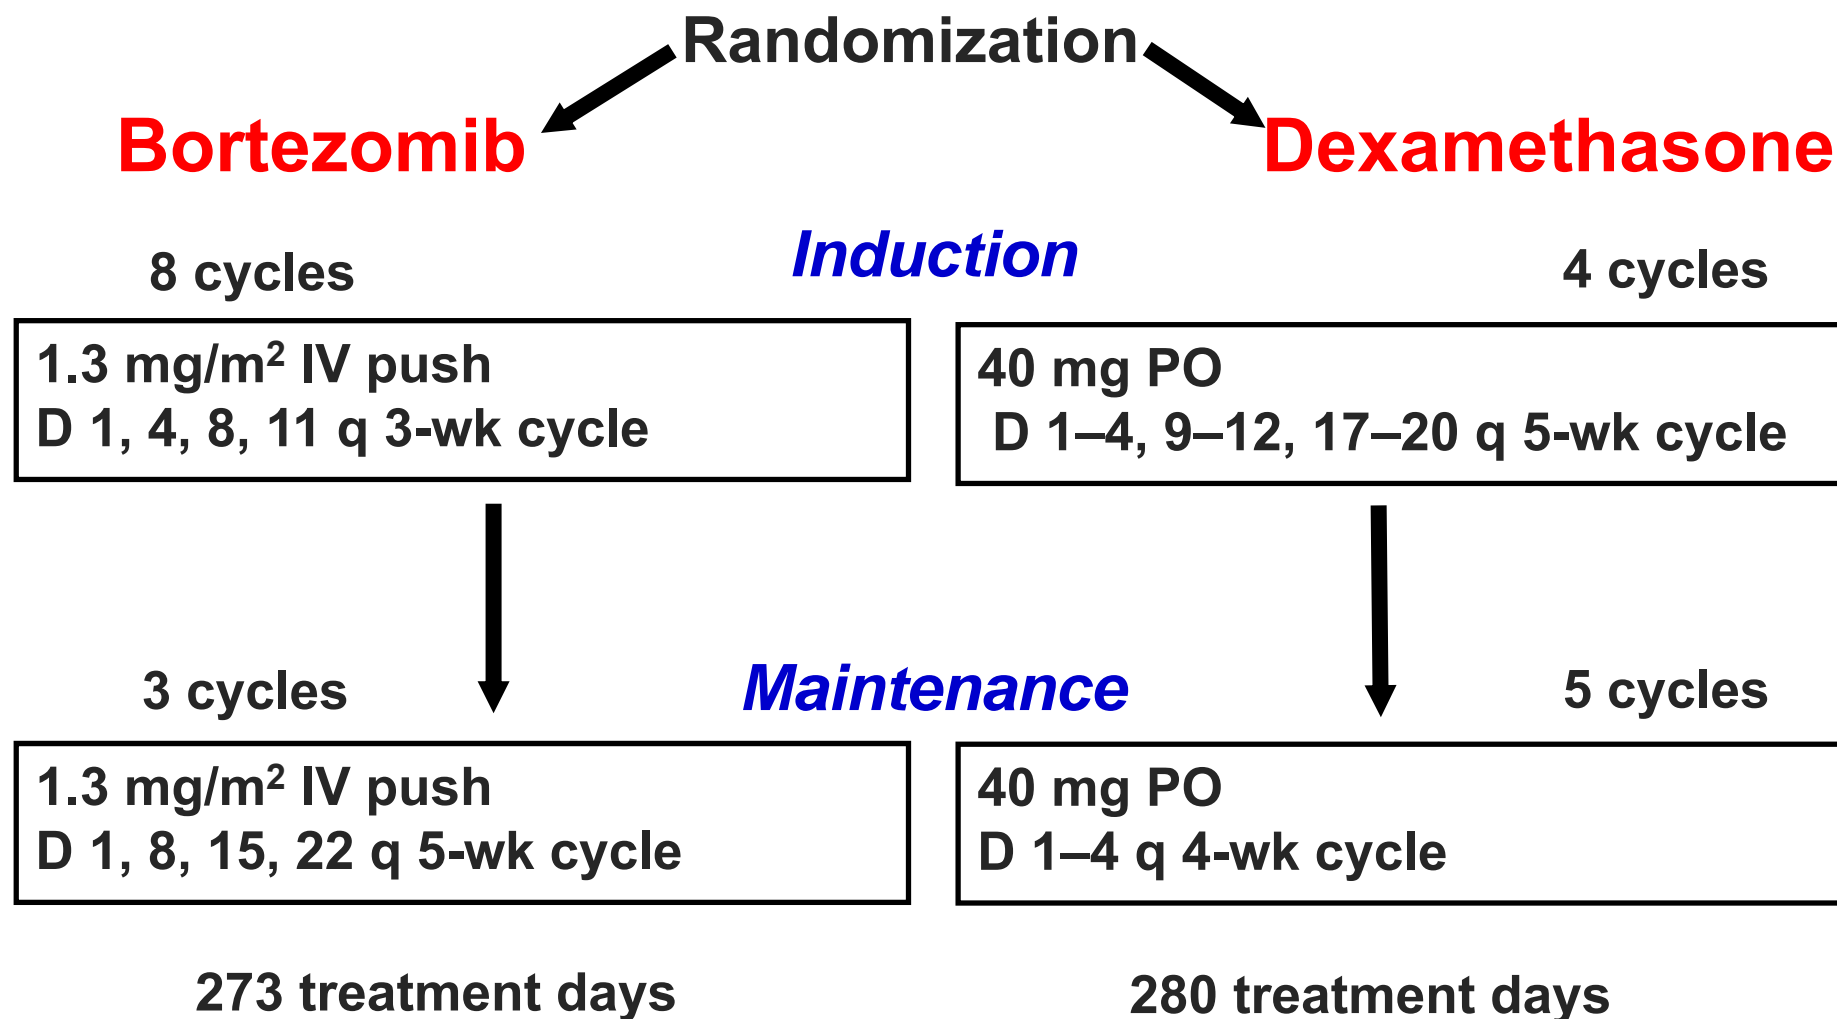 Randomization
Bortezomib
Dexamethasone
Induction
8 cycles
4 cycles
1.3 mg/m² IV push
D 1, 4, 8, 11 q 3-wk cycle
40 mg PO
D 1–4, 9–12, 17–20 q 5-wk cycle
Maintenance
3 cycles
5 cycles
1.3 mg/m² IV push
D 1, 8, 15, 22 q 5-wk cycle
40 mg PO
D 1–4 q 4-wk cycle
273 treatment days
280 treatment days